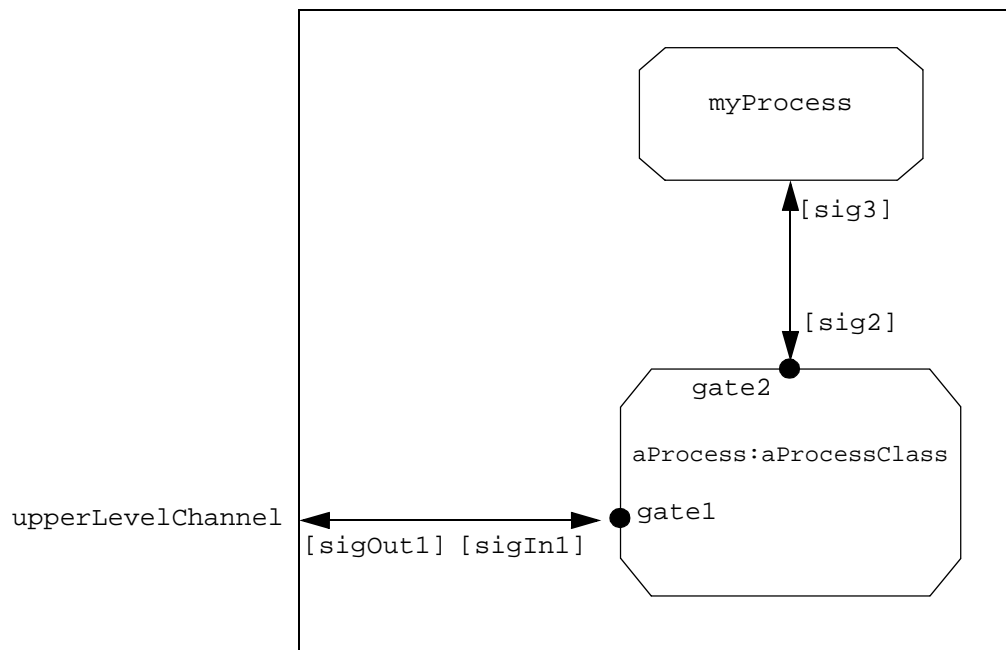 myProcess
[sig3]
[sig2]
gate2
aProcess:aProcessClass
gate1
upperLevelChannel
[sigOut1] [sigIn1]